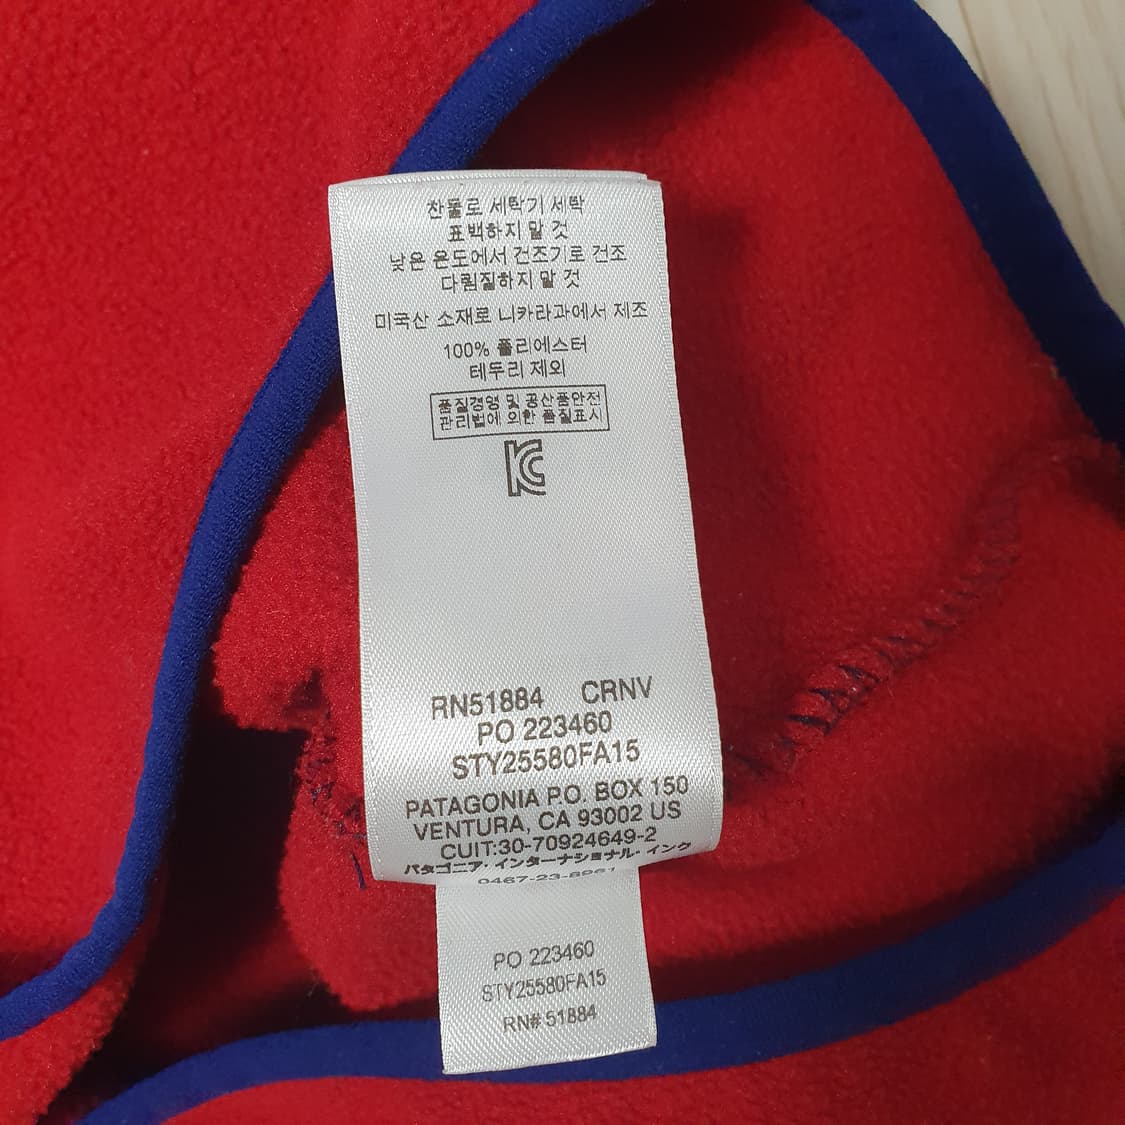 찬물로 세탁기 세탁
표백하지 말 것
낮은 온도에서 건조기로 건조
다림질하지 말 것
미국산 소재로 니카라과에서 제조
100% 폴리에스터
테두리 제외
품질경영 및 공산품안전
관리법에 의한 품질표시
KC
RN51884 CRNV
PO 223460
STY25580FA15
PATAGONIA P.O. BOX 150
VENTURA, CA 93002 US
CUIT:30-70924649-2
パタゴニア・インターナショナル・インク
0467-23-8961
PO 223460
STY25580FA15
RN# 51884